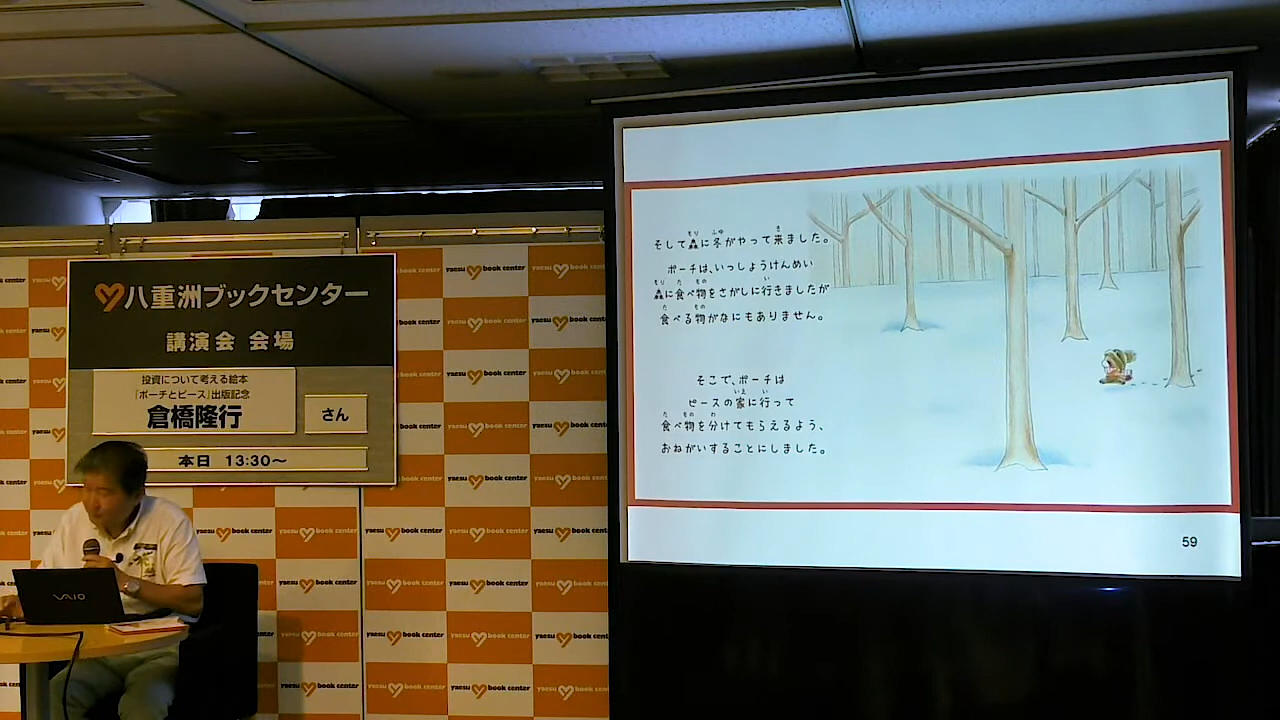 八重洲ブックセンター
講演会 会場
投資について考える絵本
『ポーチとピース』出版記念
倉橋隆行
さん
本日 13:30～
yaesu book center
VAIO
そして森に冬がやって来ました。
ポーチは、いっしょうけんめい
森に食べ物をさがしに行きましたが
食べる物がなにもありません。
そこで、ポーチは
ピースの家に行って
食べ物を分けてもらえるよう、
おねがいすることにしました。
59